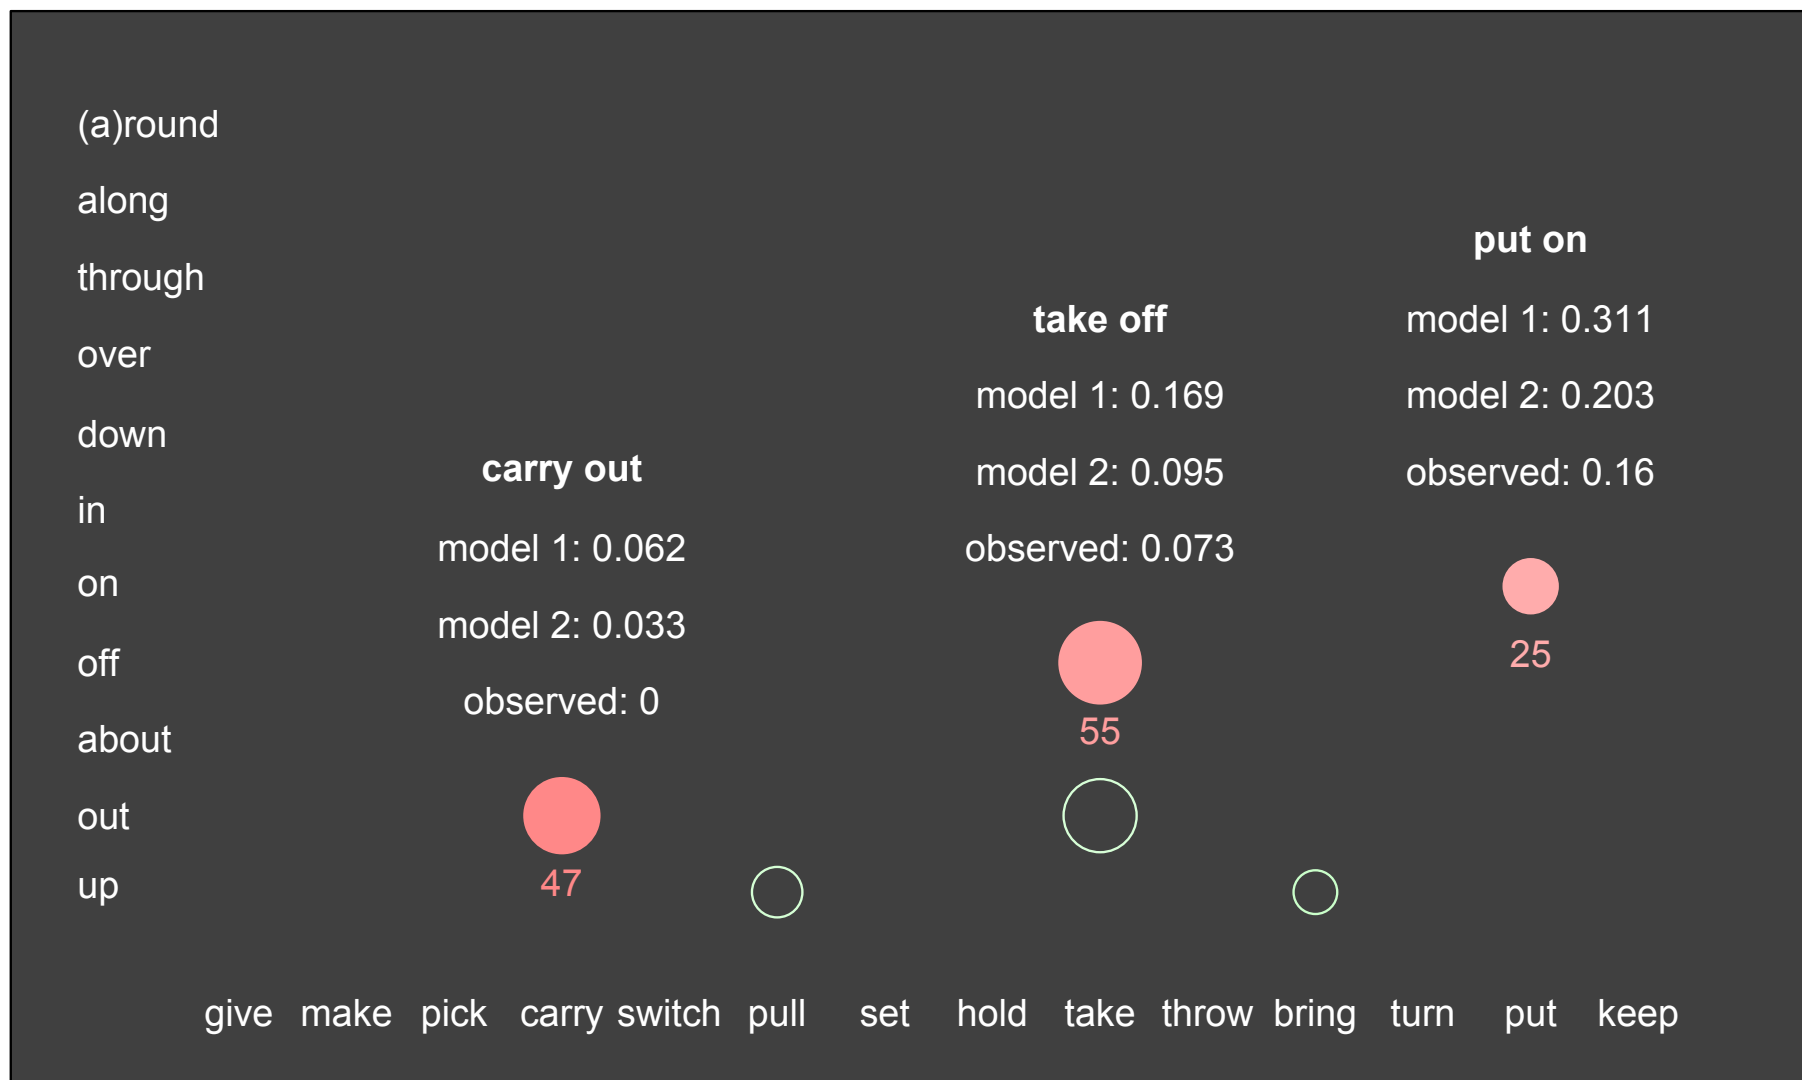 (a)round
along
through
over
down
in
on
off
about
out
up
carry out
model 1: 0.062
model 2: 0.033
observed: 0
47
take off
model 1: 0.169
model 2: 0.095
observed: 0.073
55
put on
model 1: 0.311
model 2: 0.203
observed: 0.16
25
give make pick carry switch pull set hold take throw bring turn put keep